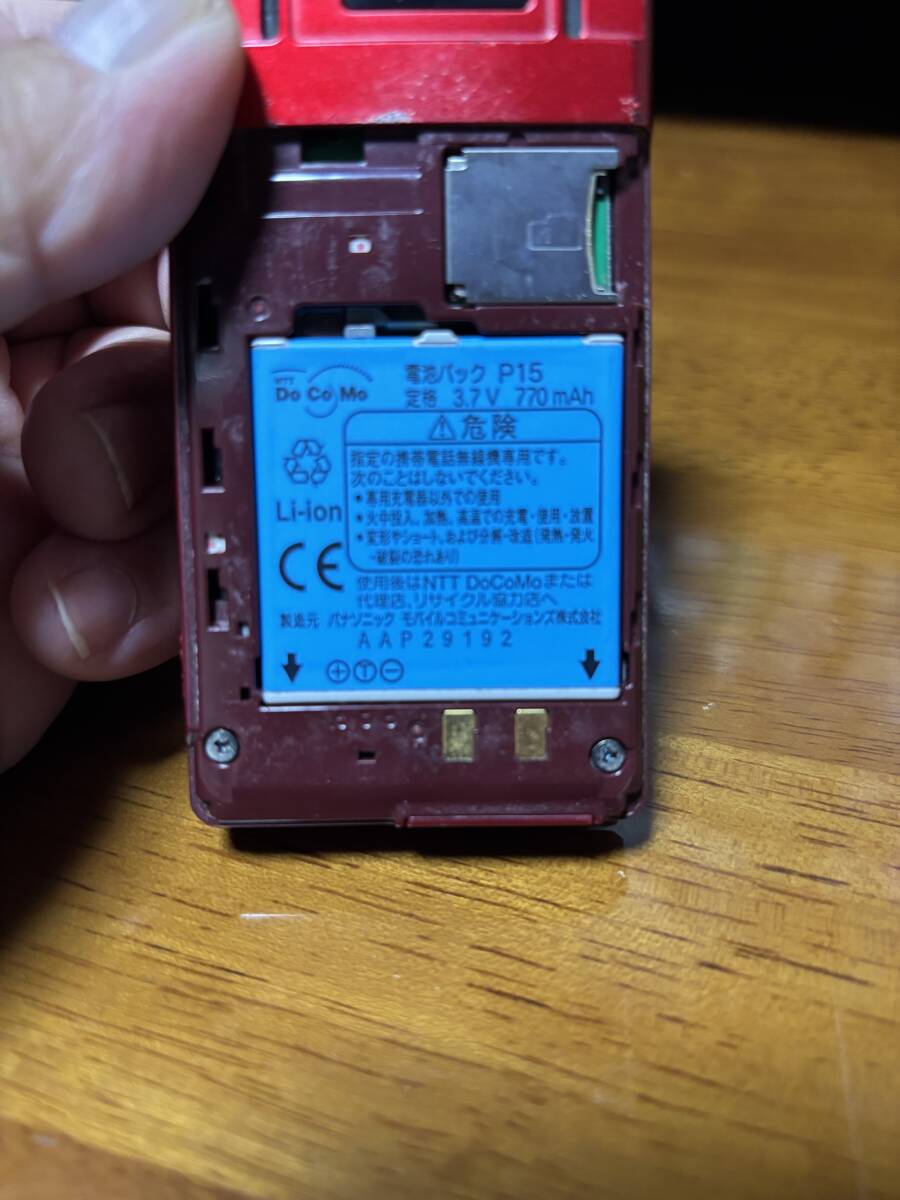 NTT
DoCoMo
電池パック P15
定格 3.7V 770mAh
⚠危険
指定の携帯電話無線機専用です。
次のことはしないでください。
•専用充電器以外での使用
•火中投入、加熱、高温での充電・使用・放置
•変形やショート、および分解・改造(発熱・発火
・破裂の恐れあり)
Li-ion
CE
使用後はNTT DoCoMoまたは
代理店、リサイクル協力店へ
製造元 パナソニック モバイルコミュニケーションズ株式会社
AAP29192
⊕Ⓣ⊖